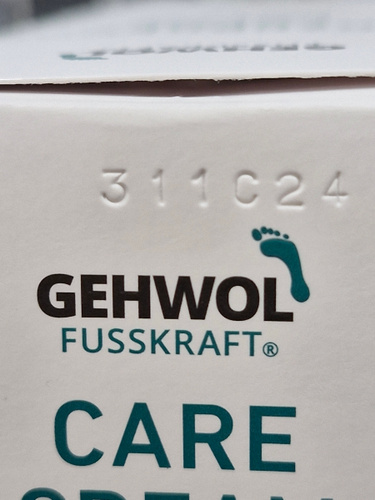 311C24
GEHWOL
FUSSKRAFT®
CARE